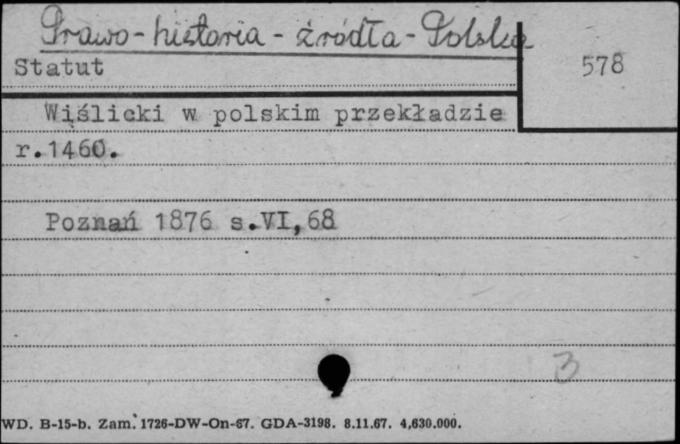 Prawo-historia-źródła-Polska
Statut
578
Wiślicki w polskim przekładzie
r.1460.
Poznań 1876 s.VI,68
3
WD. B-15-b. Zam. 1726-DW-On-67. GDA-3198. 8.11.67. 4,630.000.